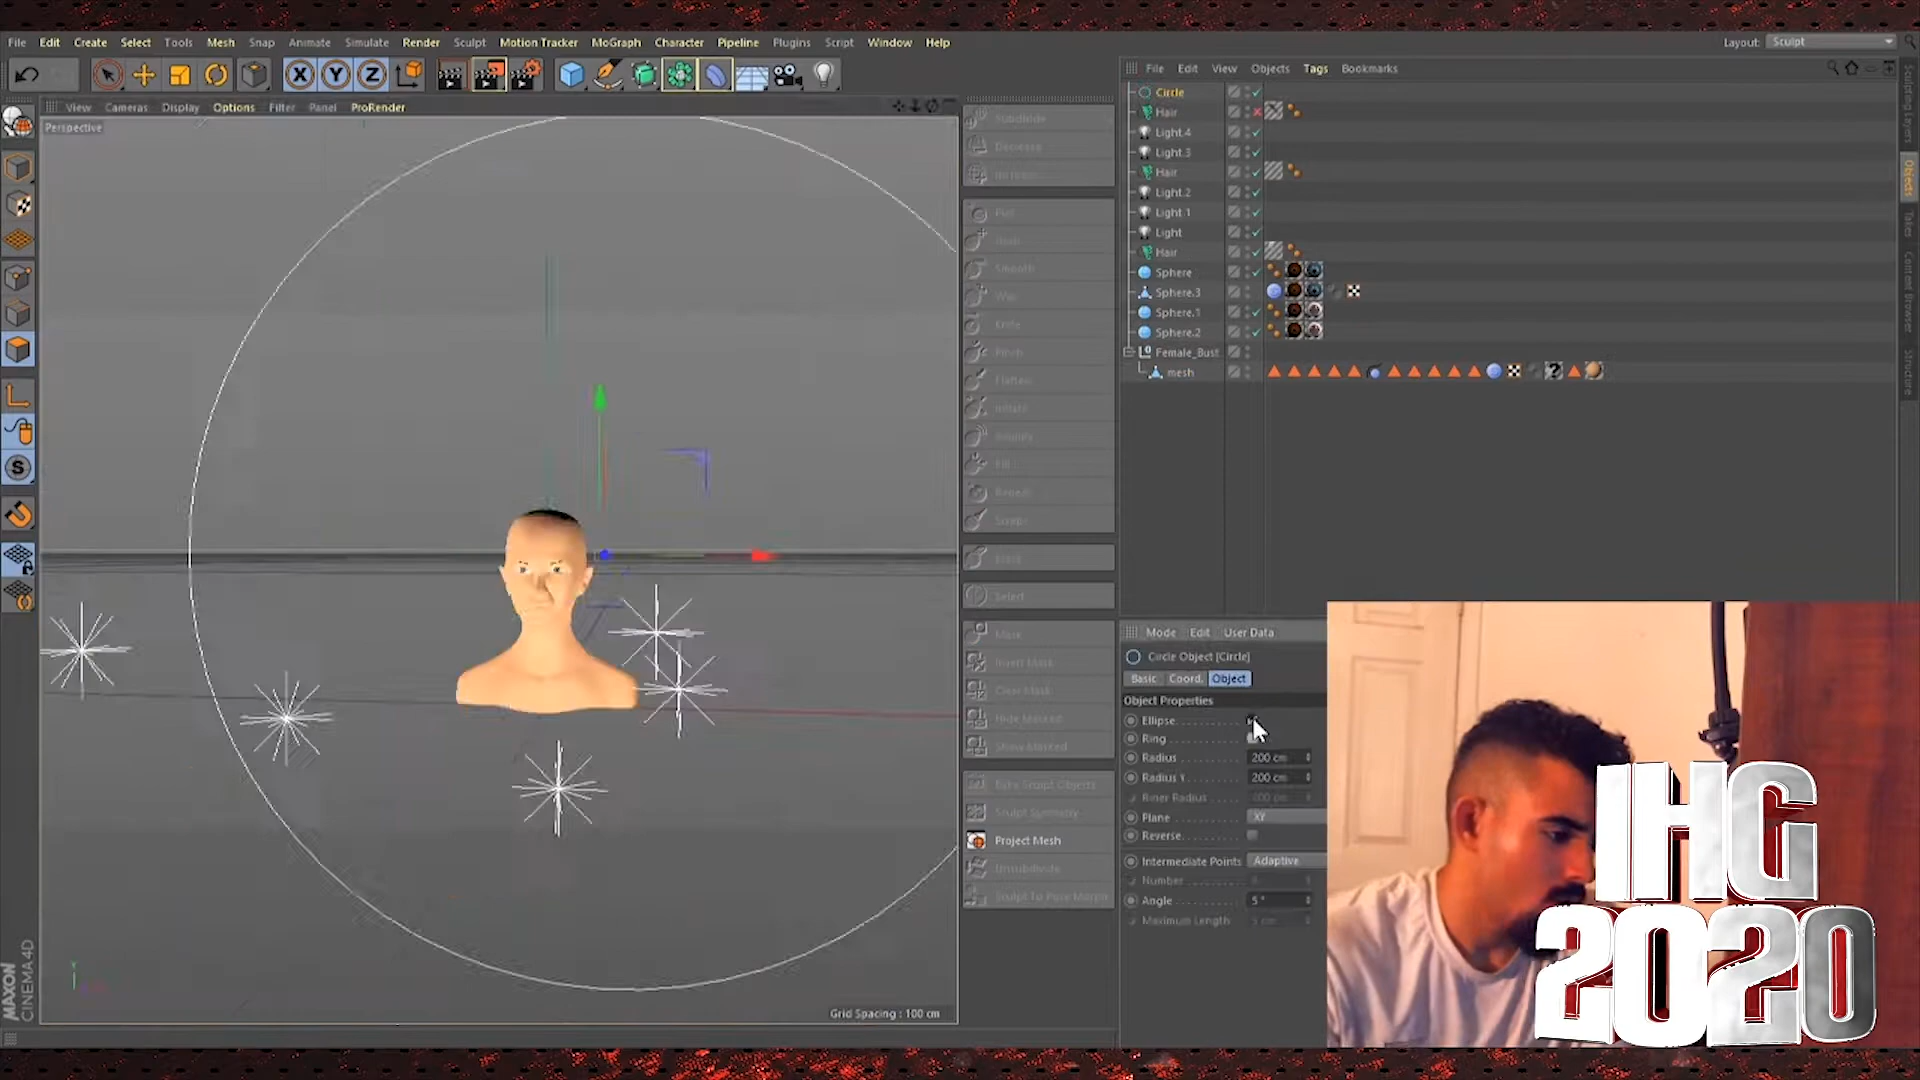 File Edit Create Select Tools Mesh Snap Animate Simulate Render Sculpt Motion Tracker MoGraph Character Pipeline Plugins Script Window Help
Layout: Sculpt
X Y Z
File Edit View Objects Tags Bookmarks
View Cameras Display Options Filter Panel ProRender
Perspective
Circle
Hair
Light.4
Light.3
Hair
Light.2
Light.1
Light
Hair
Sphere
Sphere.3
Sphere.1
Sphere.2
Female_Bust
mesh
Subdivide
Decrease
Smooth
Knife
Pinch
Flatten
Inflate
Amplify
Fill
Repeat
Scrape
Select
Mask
Invert Mask
Clear Mask
Hide Masked
Show Masked
Bake Sculpt Objects
Sculpt Symmetry
Project Mesh
Unsubdivide
Sculpt To Pose Morph
Sculpting Layers
Objects
Takes
Content Browser
Structure
Mode Edit User Data
Circle Object [Circle]
Basic Coord. Object
Object Properties
Ellipse
Ring
Radius 200 cm
Radius Y 200 cm
Inner Radius
Plane XY
Reverse
Intermediate Points Adaptive
Number
Angle 5 °
Maximum Length 5 cm
Grid Spacing : 100 cm
MAXON
CINEMA 4D
IHG
2020